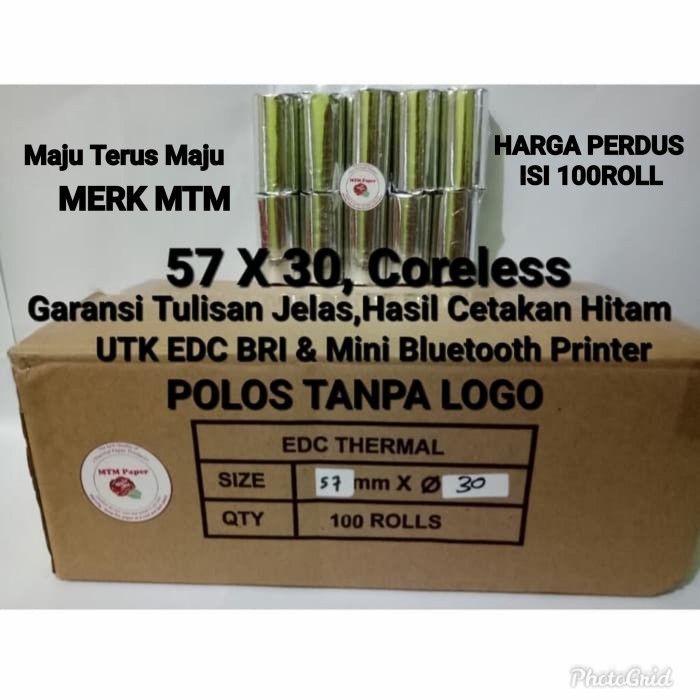 Maju Terus Maju
MERK MTM
HARGA PERDUS
ISI 100ROLL
MTM Paper
57 X 30, Coreless
Garansi Tulisan Jelas,Hasil Cetakan Hitam
UTK EDC BRI & Mini Bluetooth Printer
POLOS TANPA LOGO
EDC THERMAL
SIZE 57 mm X Ø 30
QTY 100 ROLLS
MTM Paper
PhotoGrid